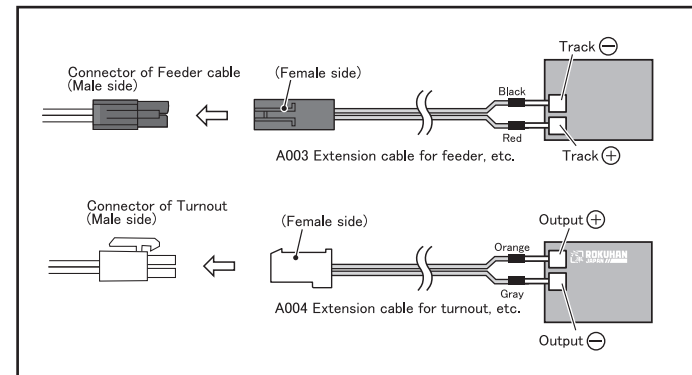 Connector of Feeder cable
(Male side)
(Female side)
Track ⊖
Black
Red
A003 Extension cable for feeder, etc.
Track ⊕
Connector of Turnout
(Male side)
(Female side)
Output ⊕
Orange
ROKUHAN
JAPAN //
Gray
A004 Extension cable for turnout, etc.
Output ⊖